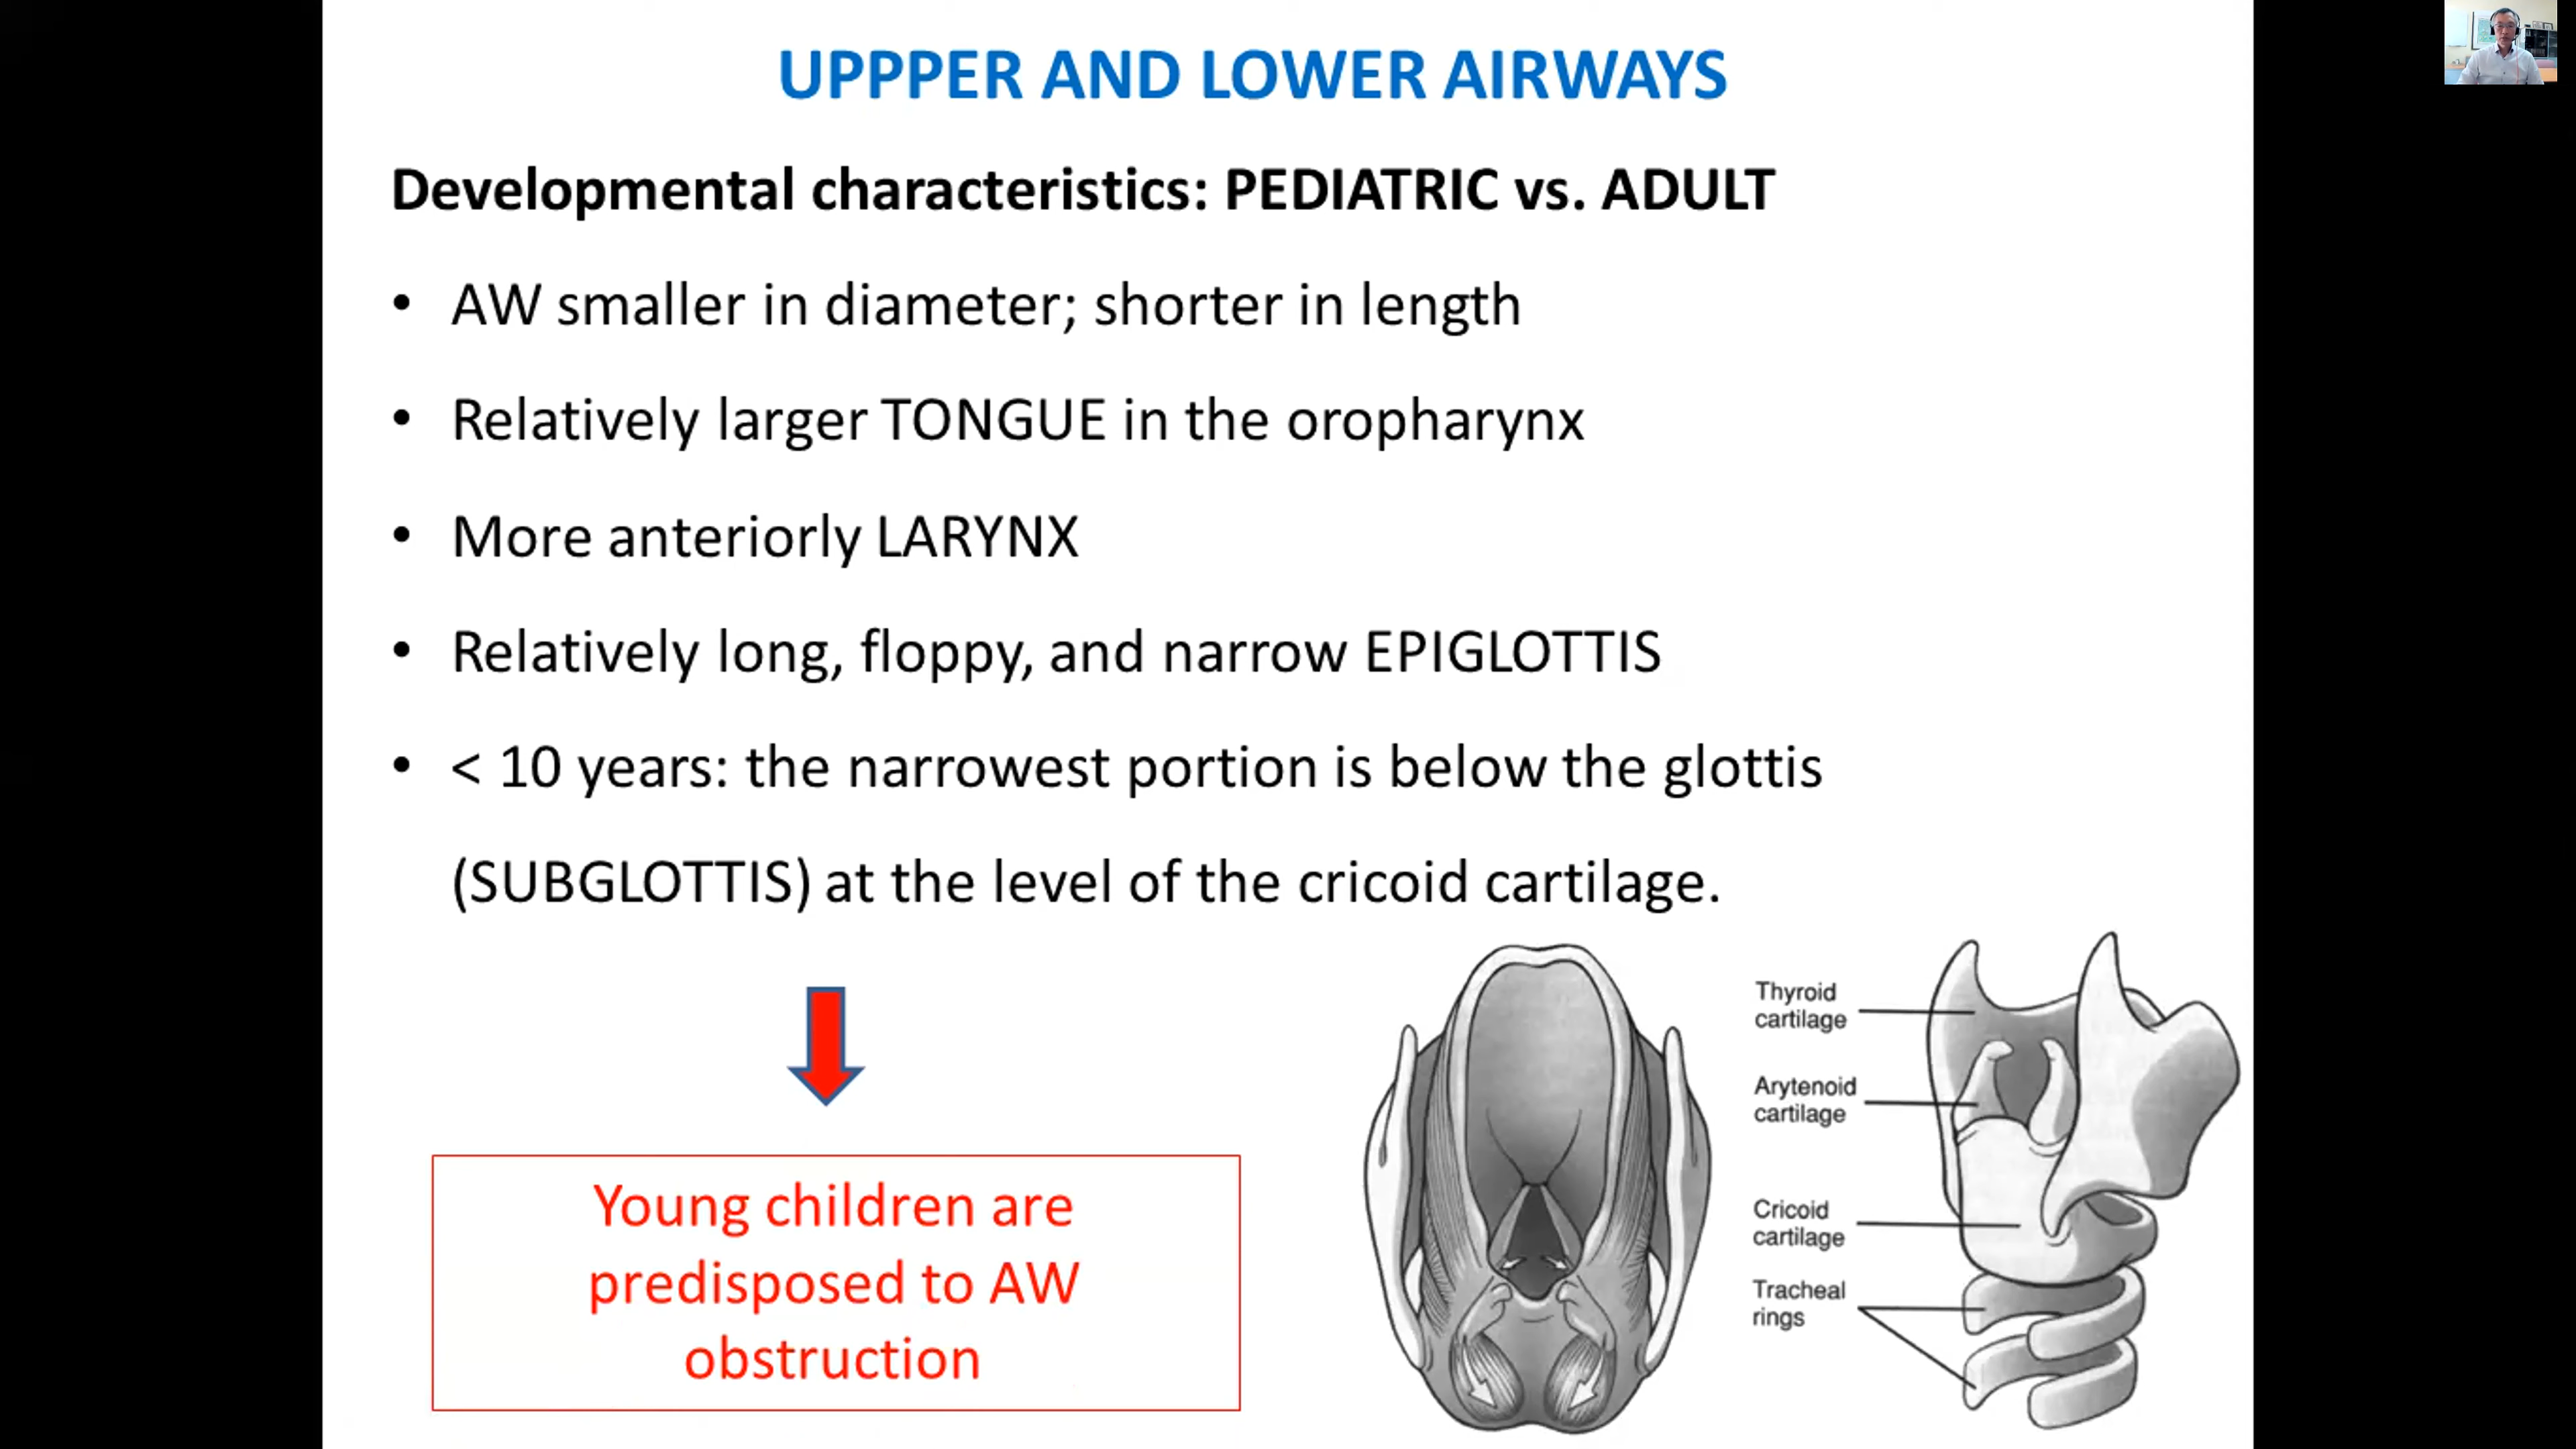 UPPPER AND LOWER AIRWAYS
Developmental characteristics: PEDIATRIC vs. ADULT
• AW smaller in diameter; shorter in length
• Relatively larger TONGUE in the oropharynx
• More anteriorly LARYNX
• Relatively long, floppy, and narrow EPIGLOTTIS
• < 10 years: the narrowest portion is below the glottis
(SUBGLOTTIS) at the level of the cricoid cartilage.
Young children are
predisposed to AW
obstruction
Thyroid
cartilage
Arytenoid
cartilage
Cricoid
cartilage
Tracheal
rings